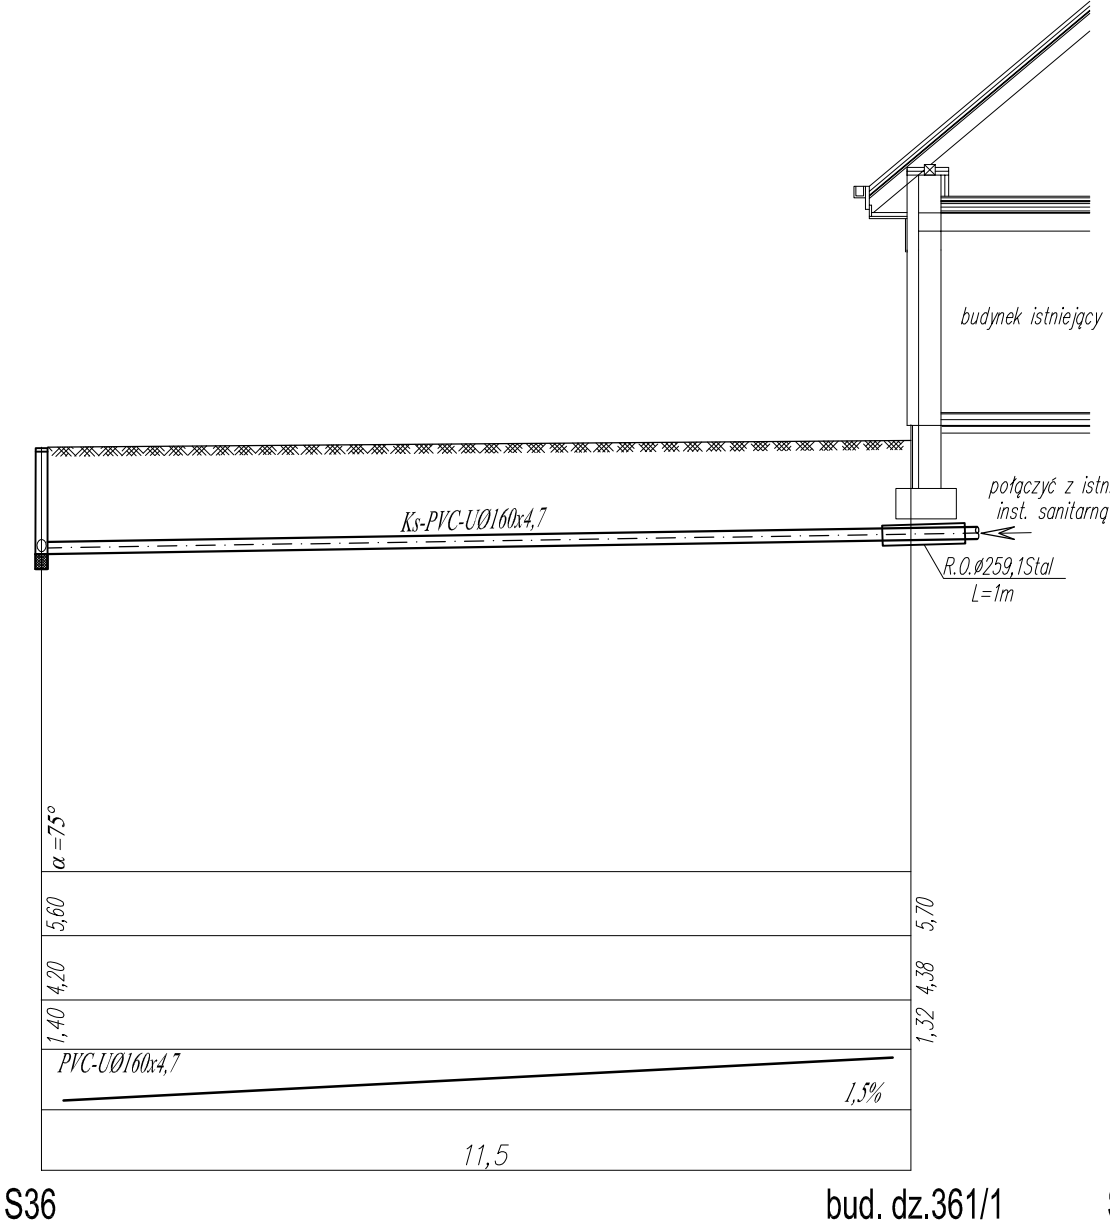 budynek istniejący
połączyć z
inst. sanitarną
Ks-PVC-UØ160x4,7
R.O.ø259,1Stal
L=1m
α=75°
5,60
5,70
4,20
4,38
1,40
1,32
PVC-UØ160x4,7
1,5%
11,5
S36
bud. dz.361/1